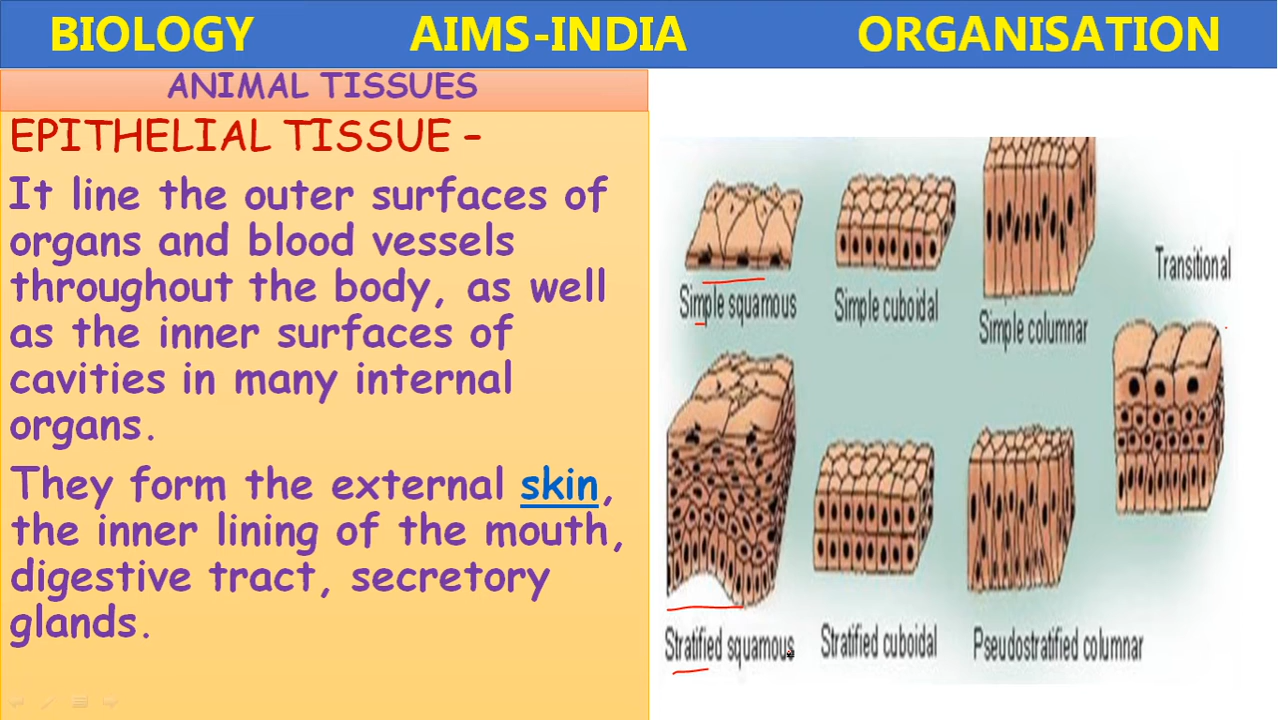 BIOLOGY AIMS-INDIA ORGANISATION
ANIMAL TISSUES
EPITHELIAL TISSUE –
It line the outer surfaces of
organs and blood vessels
throughout the body, as well
as the inner surfaces of
cavities in many internal
organs.
They form the external skin,
the inner lining of the mouth,
digestive tract, secretory
glands.
Transitional
Simple squamous
Simple cuboidal
Simple columnar
Stratified squamous
Stratified cuboidal
Pseudostratified columnar